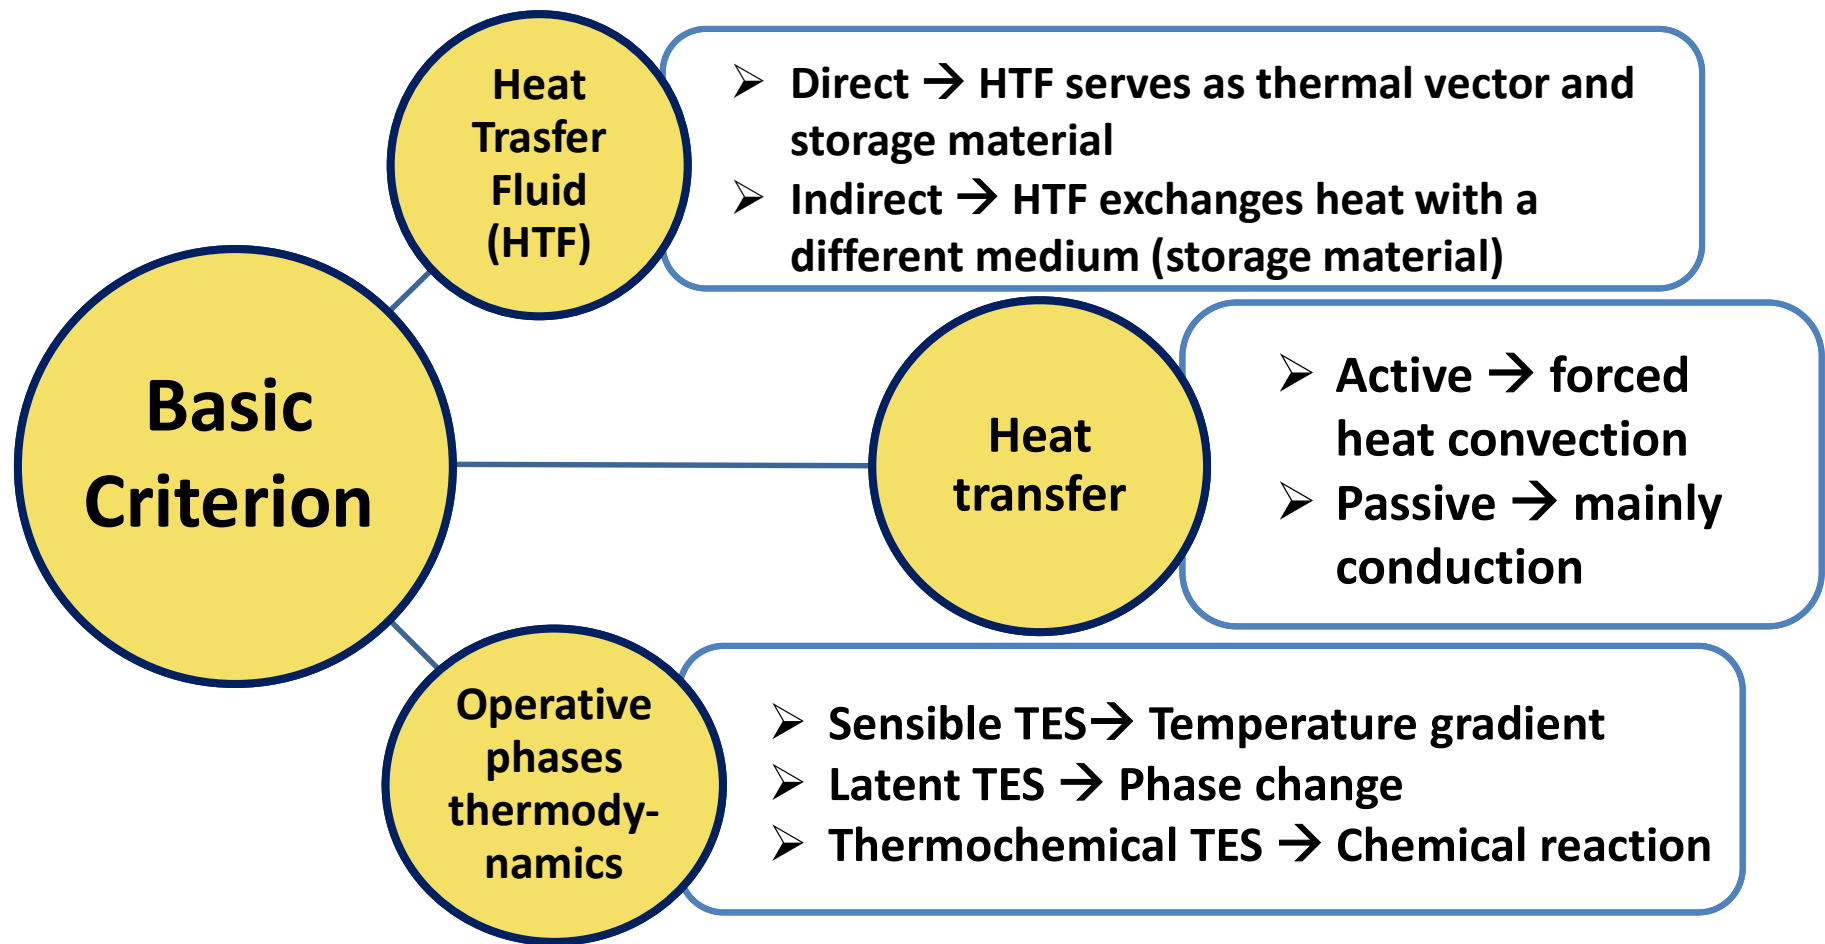 Heat
Trasfer
Fluid
(HTF)
➢ Direct → HTF serves as thermal vector and
storage material
➢ Indirect → HTF exchanges heat with a
different medium (storage material)
Basic
Criterion
Heat
transfer
➢ Active → forced
heat convection
➢ Passive → mainly
conduction
Operative
phases
thermody-
namics
➢ Sensible TES→ Temperature gradient
➢ Latent TES → Phase change
➢ Thermochemical TES → Chemical reaction